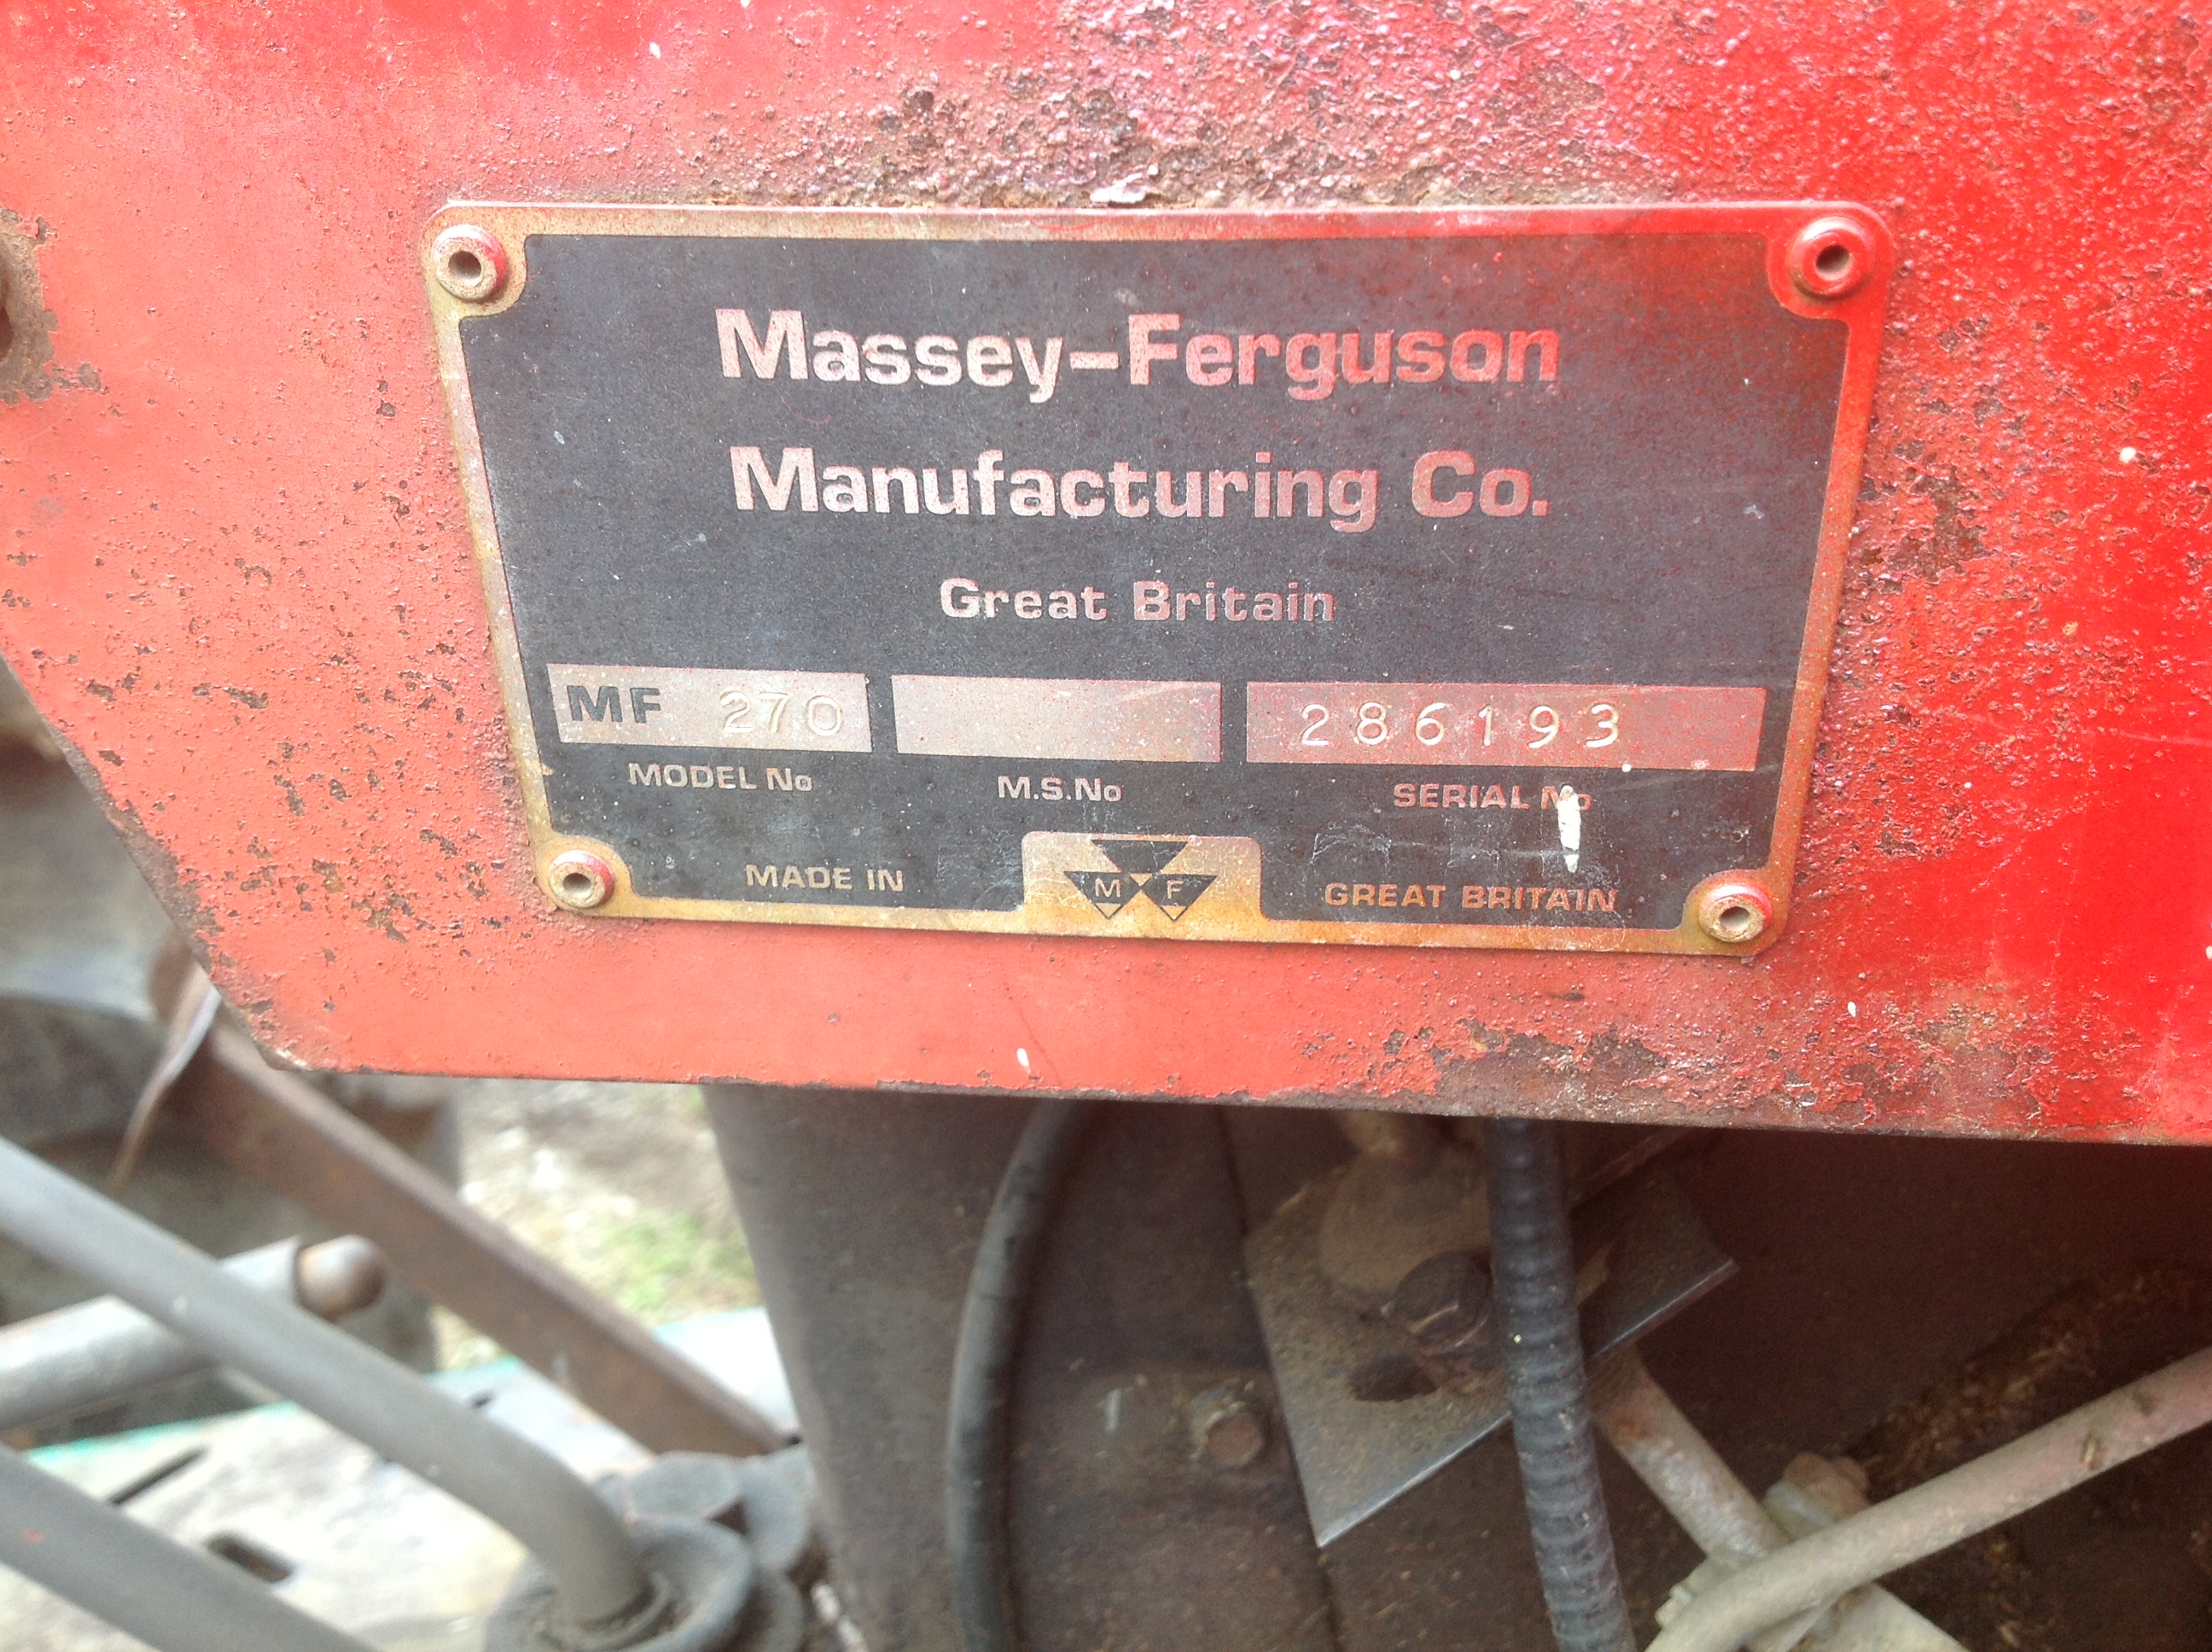 Massey-Ferguson
Manufacturing Co.
Great Britain
MF 270 286193
MODEL No M.S.No SERIAL No
MADE IN M F GREAT BRITAIN